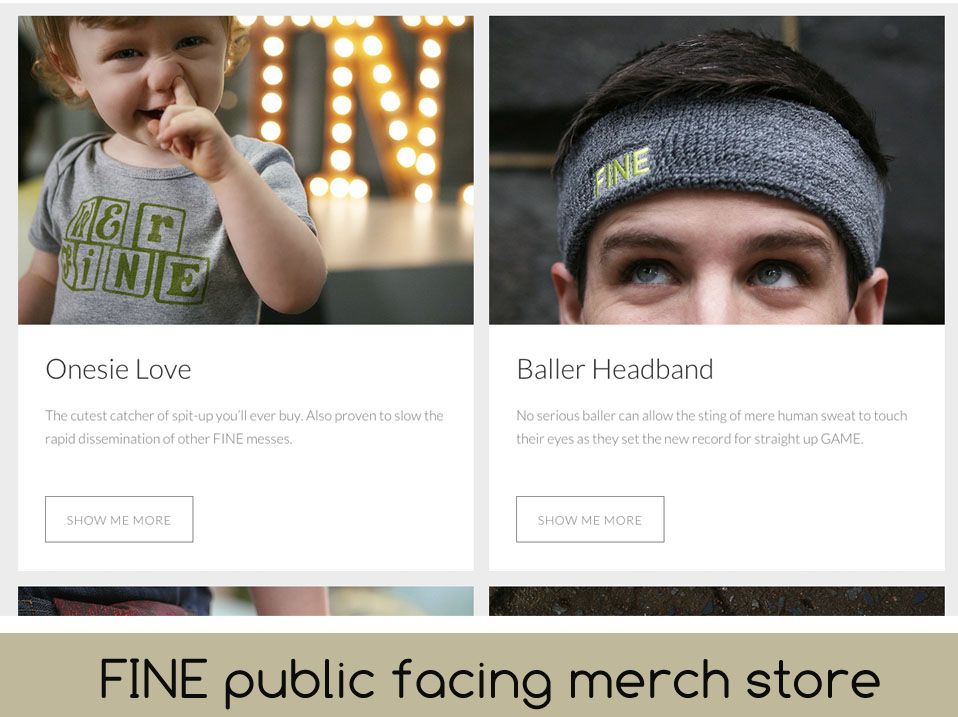 FINE
Onesie Love
The cutest catcher of spit-up you'll ever buy. Also proven to slow the
rapid dissemination of other FINE messes.
SHOW ME MORE
FINE
Baller Headband
No serious baller can allow the sting of mere human sweat to touch
their eyes as they set the new record for straight up GAME.
SHOW ME MORE
FINE public facing merch store